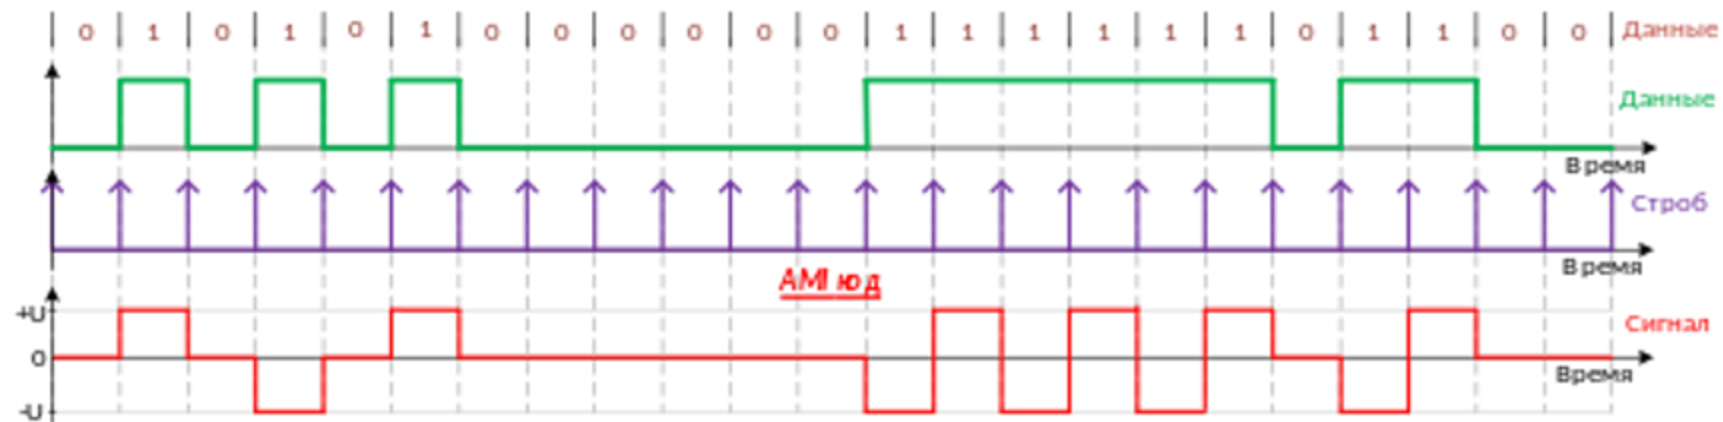 0 1 0 1 0 1 0 0 0 0 0 0 1 1 1 1 1 1 0 1 1 0 0 Данные
Данные
Время
Строб
Время
AMI код
+U
Сигнал
0
Время
-U